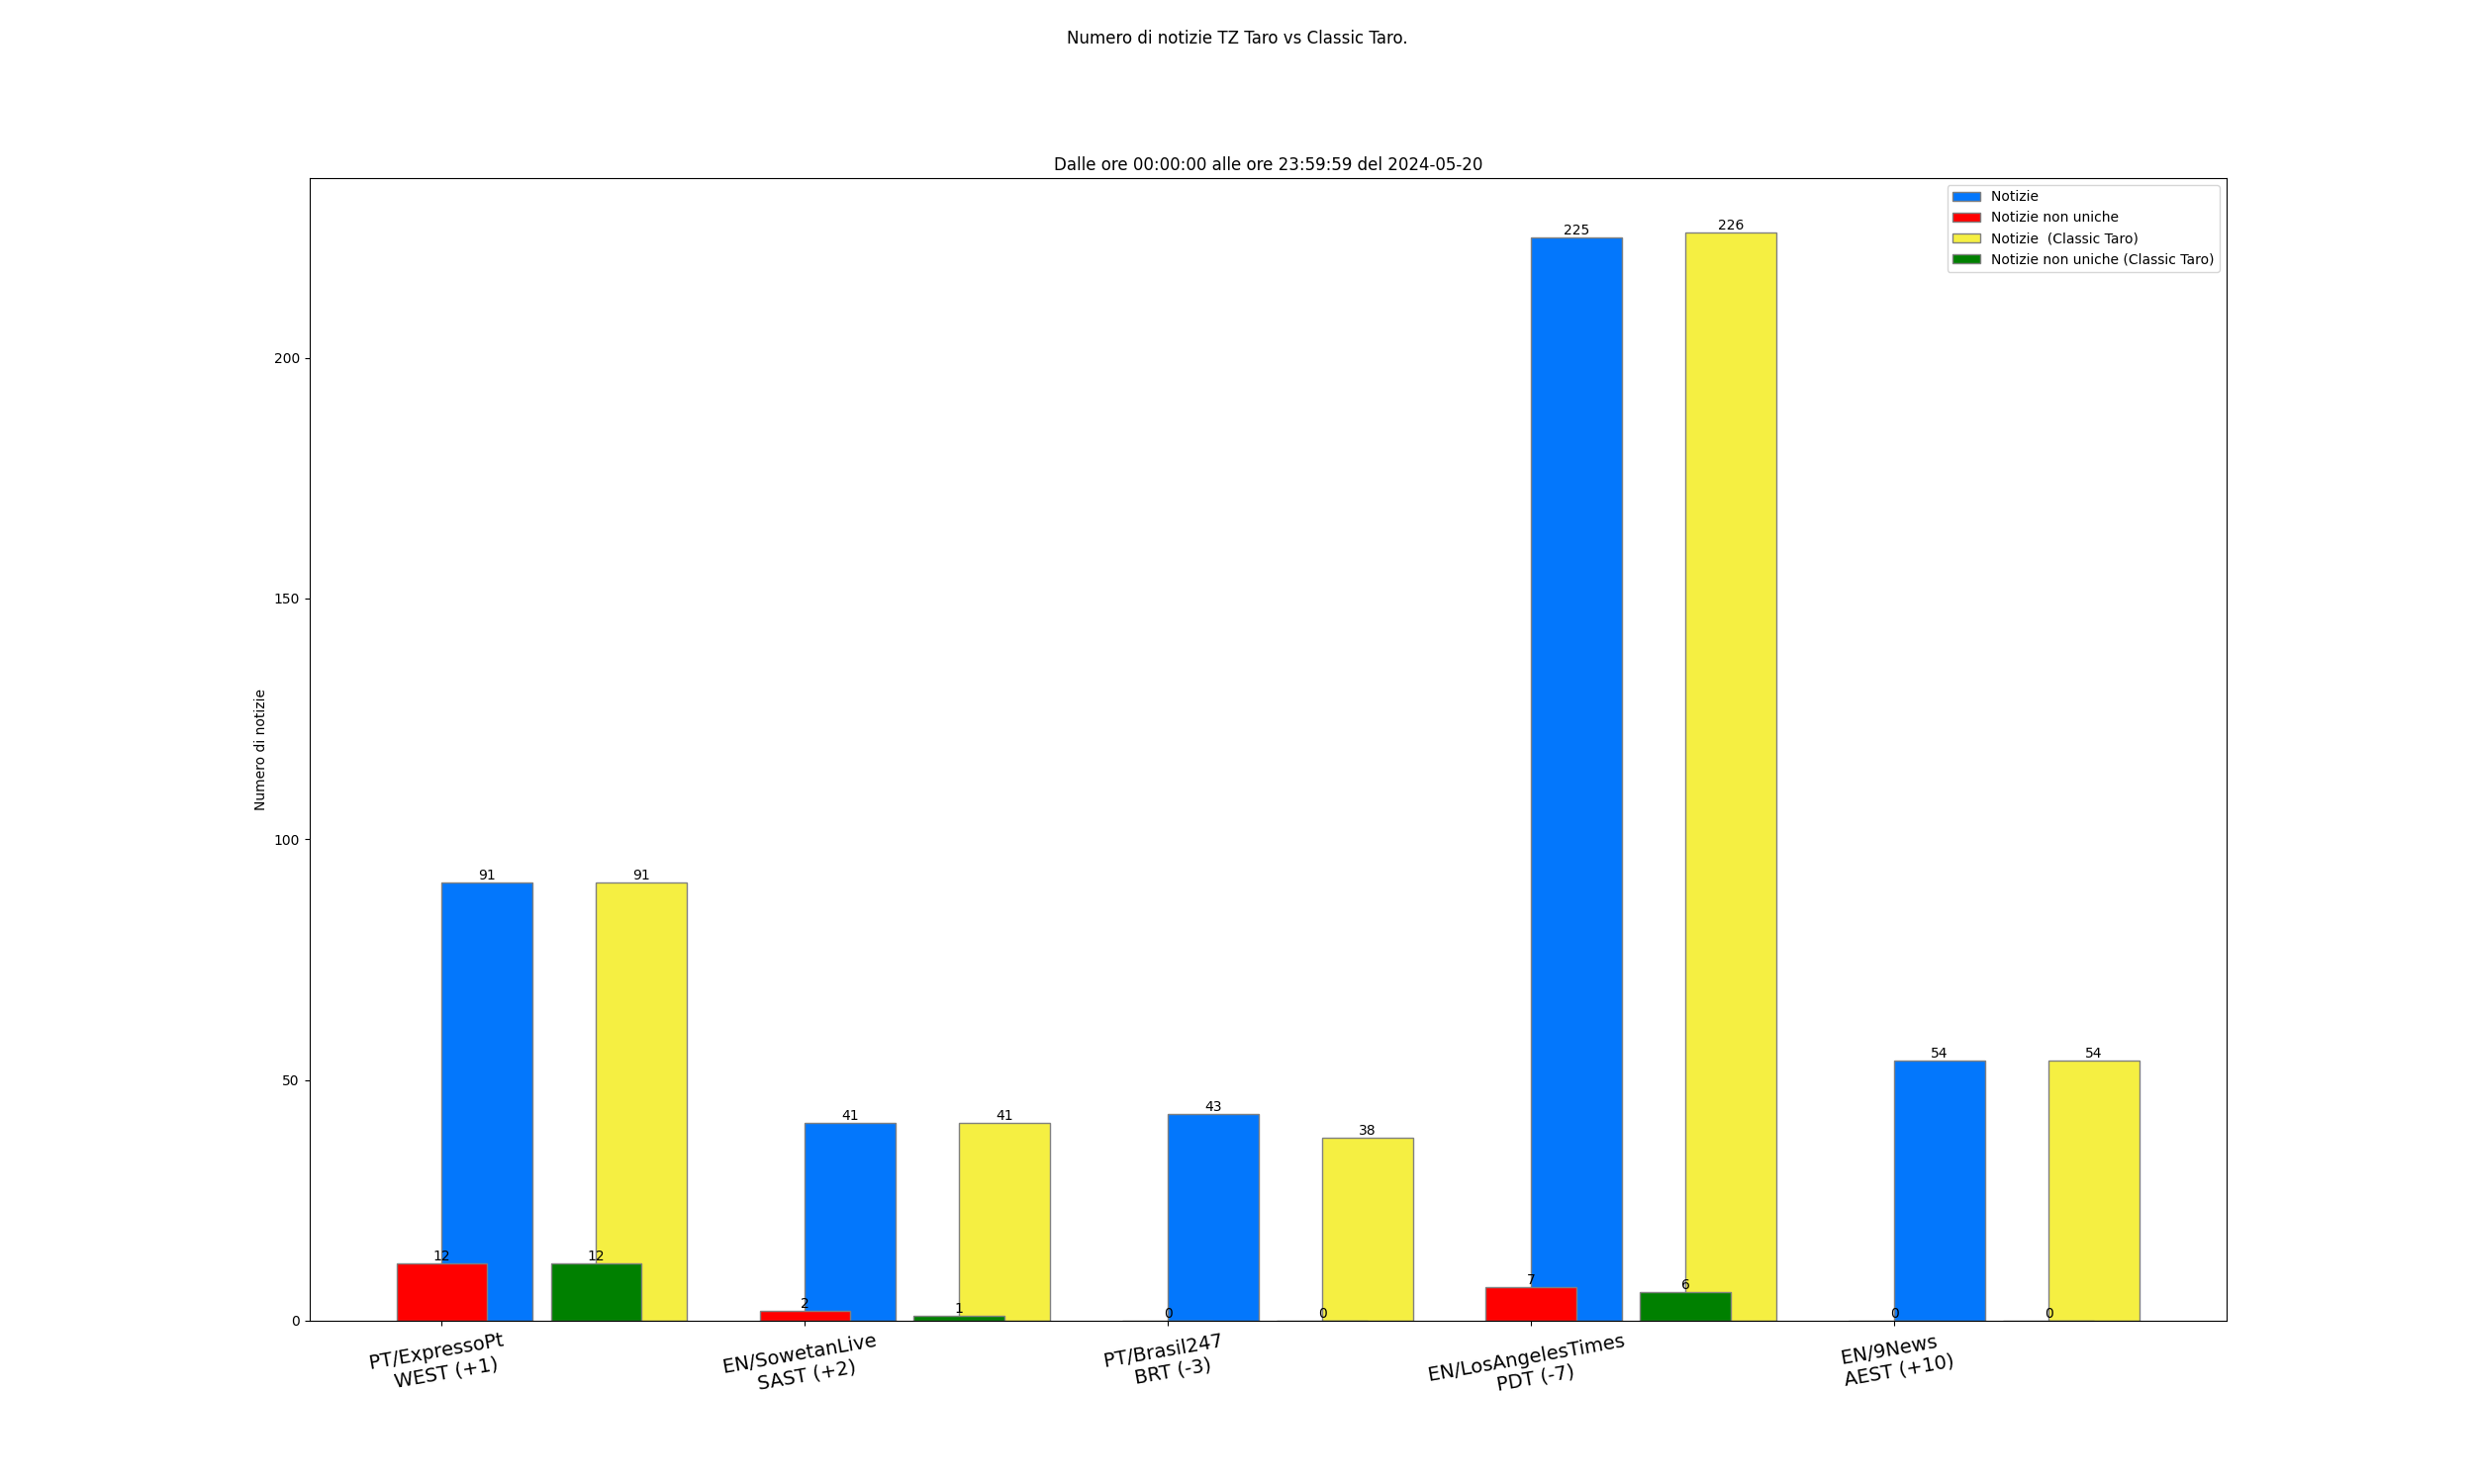 Numero di notizie TZ Taro vs Classic Taro.
Dalle ore 00:00:00 alle ore 23:59:59 del 2024-05-20
Notizie
Notizie non uniche
Notizie  (Classic Taro)
Notizie non uniche (Classic Taro)
Numero di notizie
200
150
100
50
0
91
91
12
12
41
41
2
1
43
38
0
0
225
226
7
6
54
54
0
0
PT/ExpressoPt
WEST (+1)
EN/SowetanLive
SAST (+2)
PT/Brasil247
BRT (-3)
EN/LosAngelesTimes
PDT (-7)
EN/9News
AEST (+10)